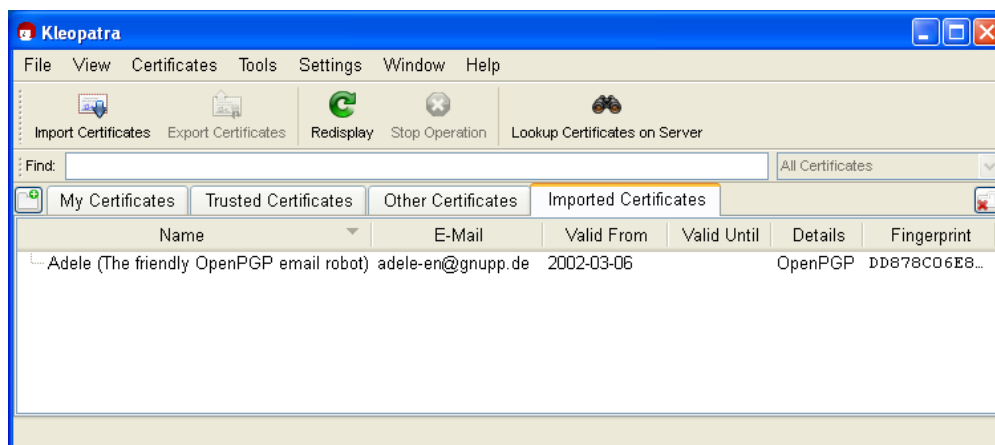 Kleopatra
File View Certificates Tools Settings Window Help
Import Certificates Export Certificates Redisplay Stop Operation Lookup Certificates on Server
Find: All Certificates
My Certificates Trusted Certificates Other Certificates Imported Certificates
Name E-Mail Valid From Valid Until Details Fingerprint
Adele (The friendly OpenPGP email robot) adele-en@gnupp.de 2002-03-06 OpenPGP DD878C06E8...